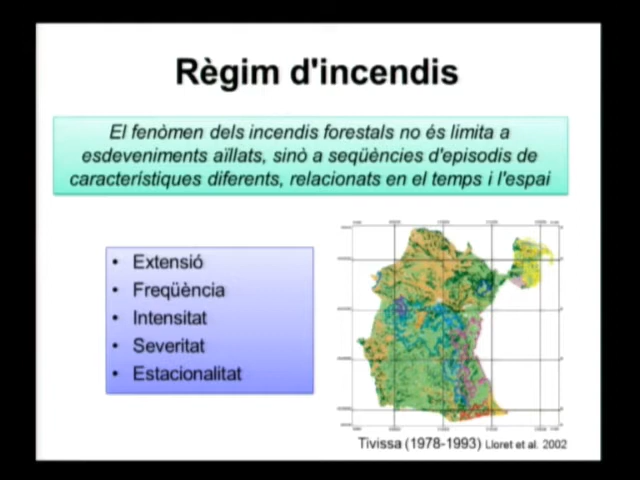 Règim d'incendis
El fenòmen dels incendis forestals no és limita a
esdeveniments aïllats, sinò a seqüències d'episodis de
característiques diferents, relacionats en el temps i l'espai
• Extensió
• Freqüència
• Intensitat
• Severitat
• Estacionalitat
Tivissa (1978-1993) Lloret et al. 2002